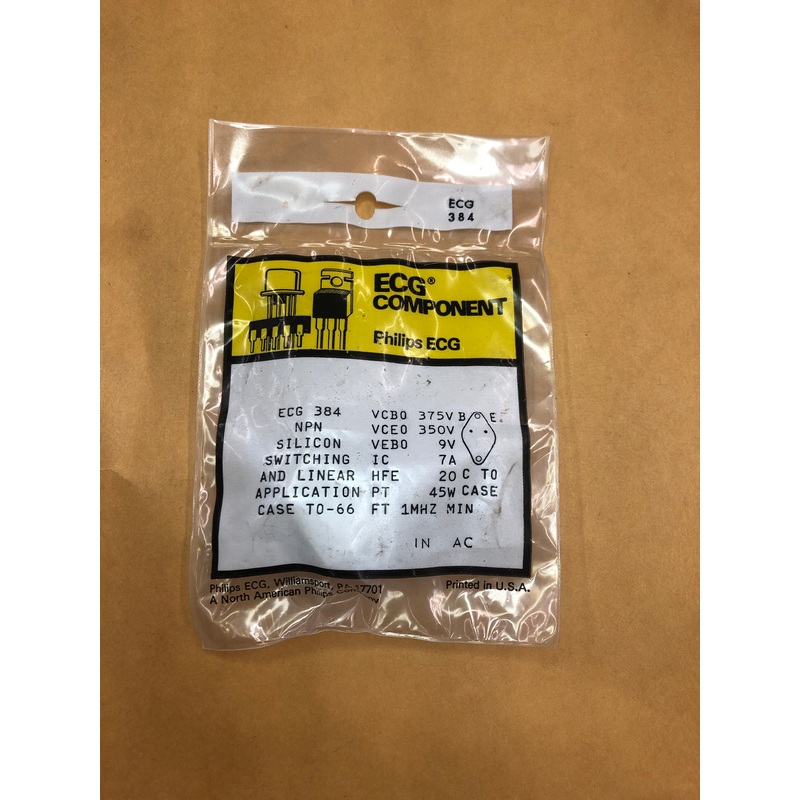 ECG
384
ECG®
COMPONENT
Philips ECG
ECG 384 VCBO 375V B E
NPN VCEO 350V
SILICON VEBO 9V
SWITCHING IC 7A
AND LINEAR HFE 20 C TO
APPLICATION PT 45W CASE
CASE TO-66 FT 1MHZ MIN
IN AC
Philips ECG, Williamsport, PA 17701
A North American Philips Company
Printed in U.S.A.